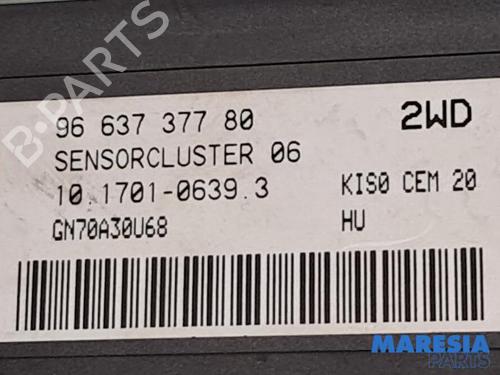 96 637 377 80
2WD
SENSORCLUSTER 06
10.1701-0639.3
KIS0 CEM 20
GN70A30U68
HU
B-PARTS
MARESIA
PARTS